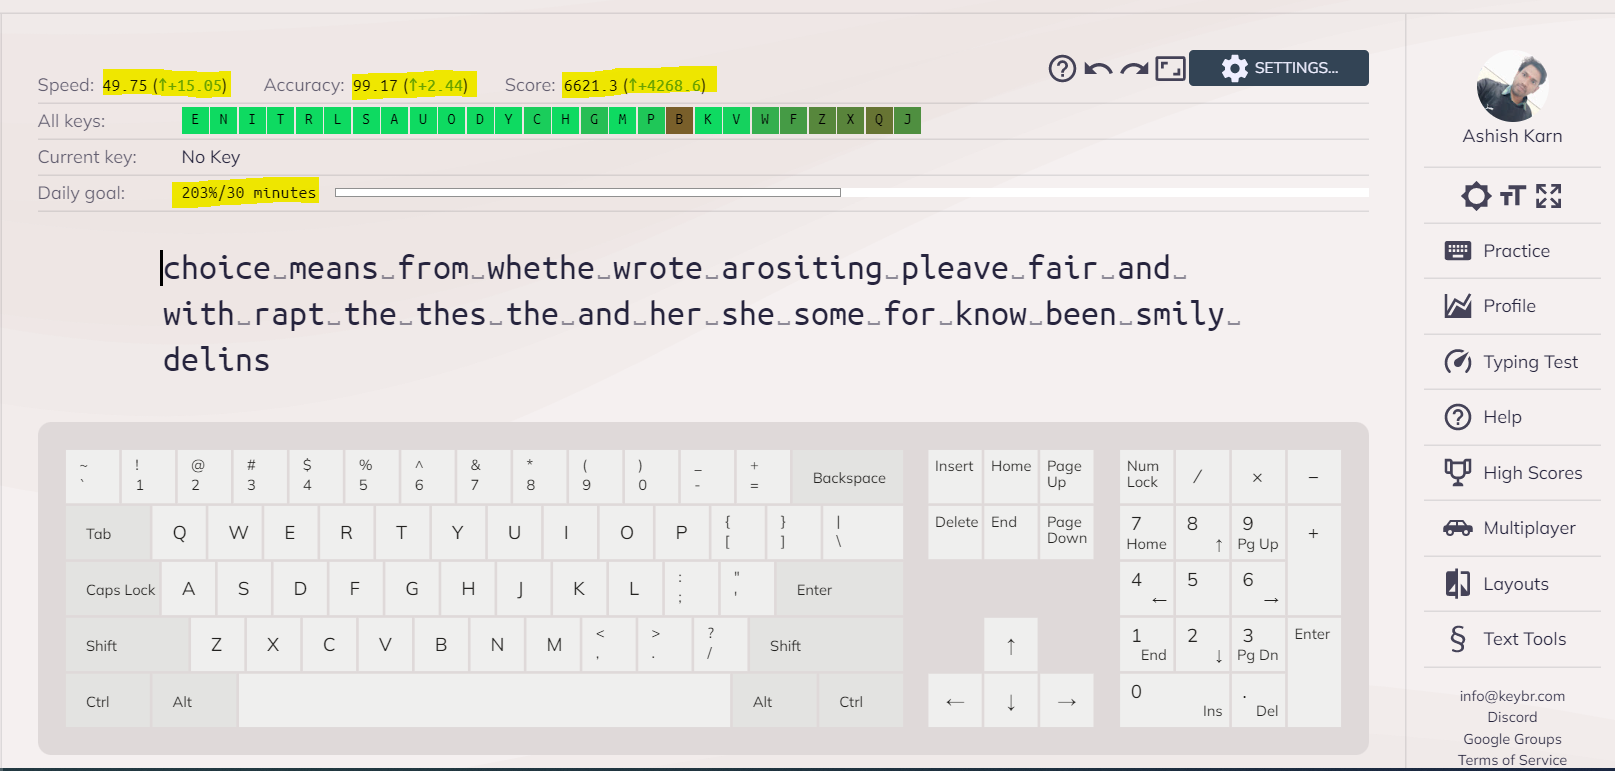 Speed: 49.75 (↑+15.05) Accuracy: 99.17 (↑+2.44) Score: 6621.3 (↑+4268.6)
SETTINGS...
All keys: E N I T R L S A U O D Y C H G M P B K V W F Z X Q J
Current key: No Key
Daily goal: 203%/30 minutes
choice␣means␣from␣whethe␣wrote␣arositing␣pleave␣fair␣and␣
with␣rapt␣the␣thes␣the␣and␣her␣she␣some␣for␣know␣been␣smily␣
delins
~ ! @ # $ % ^ & * ( ) _ +
` 1 2 3 4 5 6 7 8 9 0 - = Backspace
Tab Q W E R T Y U I O P { } |
[ ] \
Caps Lock A S D F G H J K L : "
; ' Enter
Shift Z X C V B N M < > ?
, . / Shift
Ctrl Alt Alt Ctrl
Insert Home Page Up
Delete End Page Down
↑
← ↓ →
Num Lock / × −
7 Home 8 ↑ 9 Pg Up +
4 ← 5 6 →
1 End 2 ↓ 3 Pg Dn Enter
0 Ins . Del
Ashish Karn
TT
Practice
Profile
Typing Test
Help
High Scores
Multiplayer
Layouts
§ Text Tools
info@keybr.com
Discord
Google Groups
Terms of Service